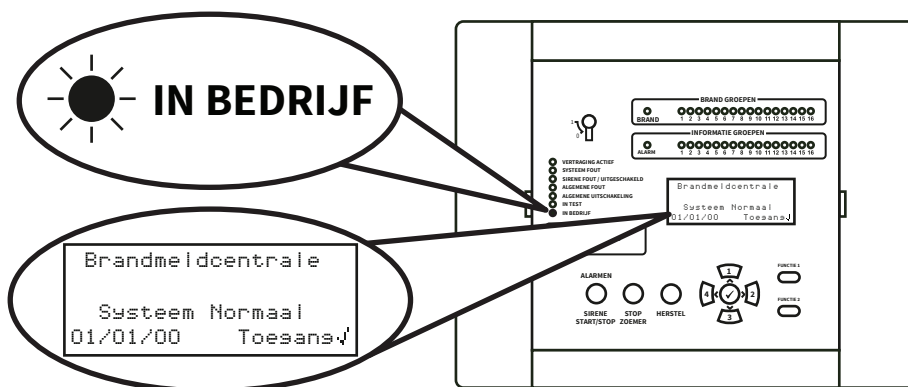 IN BEDRIJF
Brandmeldcentrale
Systeem Normaal
01/01/00 Toegang√
1
0
BRAND GROEPEN
BRAND
1 2 3 4 5 6 7 8 9 10 11 12 13 14 15 16
INFORMATIE GROEPEN
ALARM
1 2 3 4 5 6 7 8 9 10 11 12 13 14 15 16
VERTRAGING ACTIEF
SYSTEEM FOUT
SIRENE FOUT / UITGESCHAKELD
ALGEMENE FOUT
ALGEMENE UITSCHAKELING
IN TEST
IN BEDRIJF
Brandmeldcentrale
Systeem Normaal
01/01/00 Toegang√
ALARMEN
SIRENE START/STOP
STOP ZOEMER
HERSTEL
1
4 ✓ 2
3
FUNCTIE 1
FUNCTIE 2